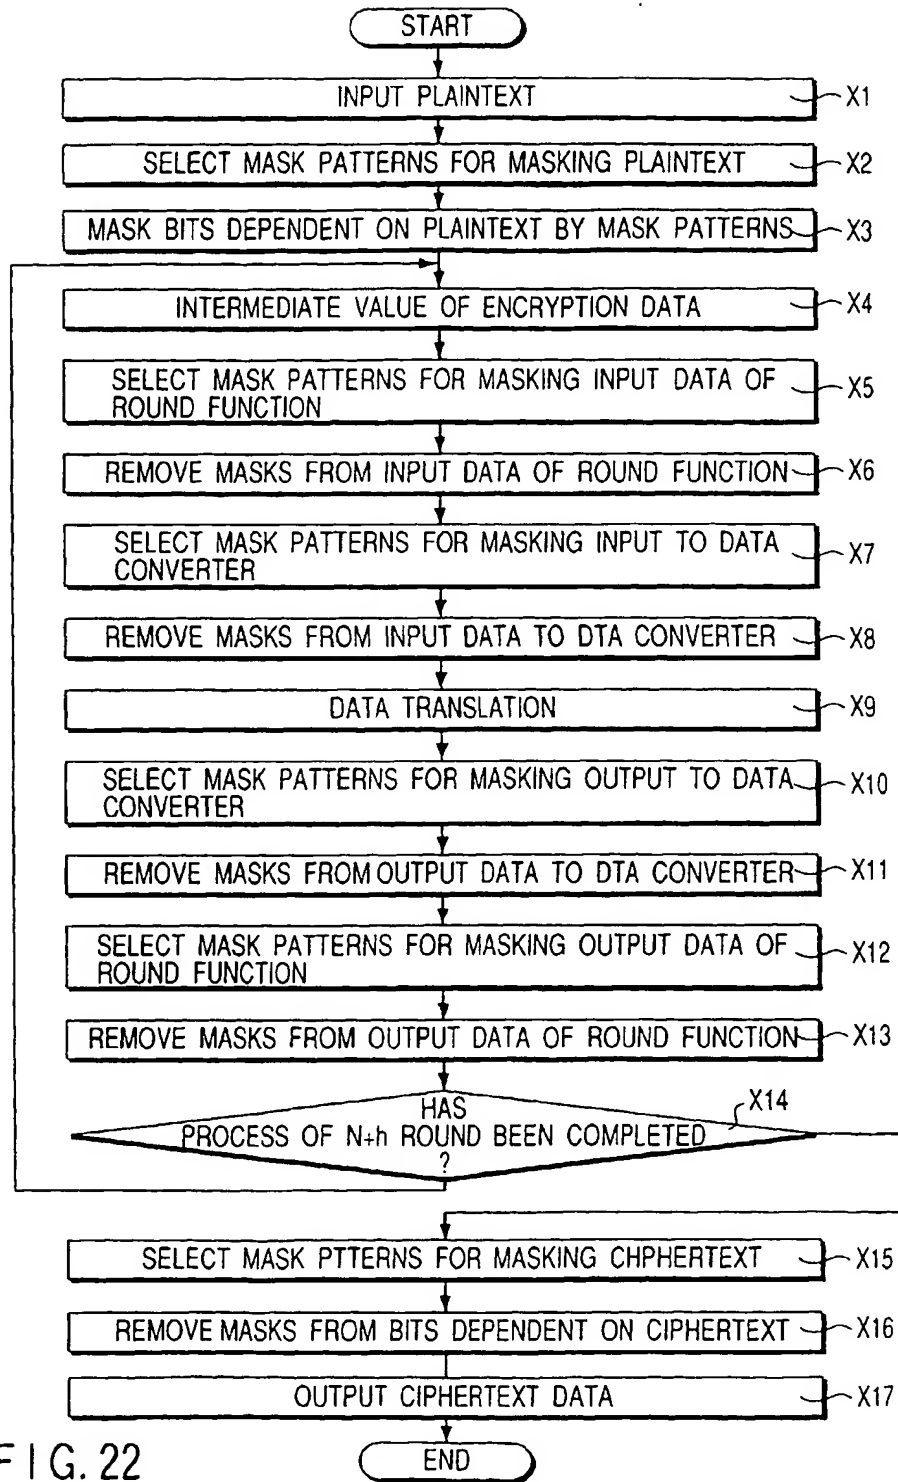 START
INPUT PLAINTEXT
X1
SELECT MASK PATTERNS FOR MASKING PLAINTEXT
X2
MASK BITS DEPENDENT ON PLAINTEXT BY MASK PATTERNS
X3
INTERMEDIATE VALUE OF ENCRYPTION DATA
X4
SELECT MASK PATTERNS FOR MASKING INPUT DATA OF
ROUND FUNCTION
X5
REMOVE MASKS FROM INPUT DATA OF ROUND FUNCTION
X6
SELECT MASK PATTERNS FOR MASKING INPUT TO DATA
CONVERTER
X7
REMOVE MASKS FROM INPUT DATA TO DTA CONVERTER
X8
DATA TRANSLATION
X9
SELECT MASK PATTERNS FOR MASKING OUTPUT TO DATA
CONVERTER
X10
REMOVE MASKS FROM OUTPUT DATA TO DTA CONVERTER
X11
SELECT MASK PATTERNS FOR MASKING OUTPUT DATA OF
ROUND FUNCTION
X12
REMOVE MASKS FROM OUTPUT DATA OF ROUND FUNCTION
X13
HAS
PROCESS OF N+h ROUND BEEN COMPLETED
?
X14
SELECT MASK PTTERNS FOR MASKING CHPHERTEXT
X15
REMOVE MASKS FROM BITS DEPENDENT ON CIPHERTEXT
X16
OUTPUT CIPHERTEXT DATA
X17
END
FIG. 22